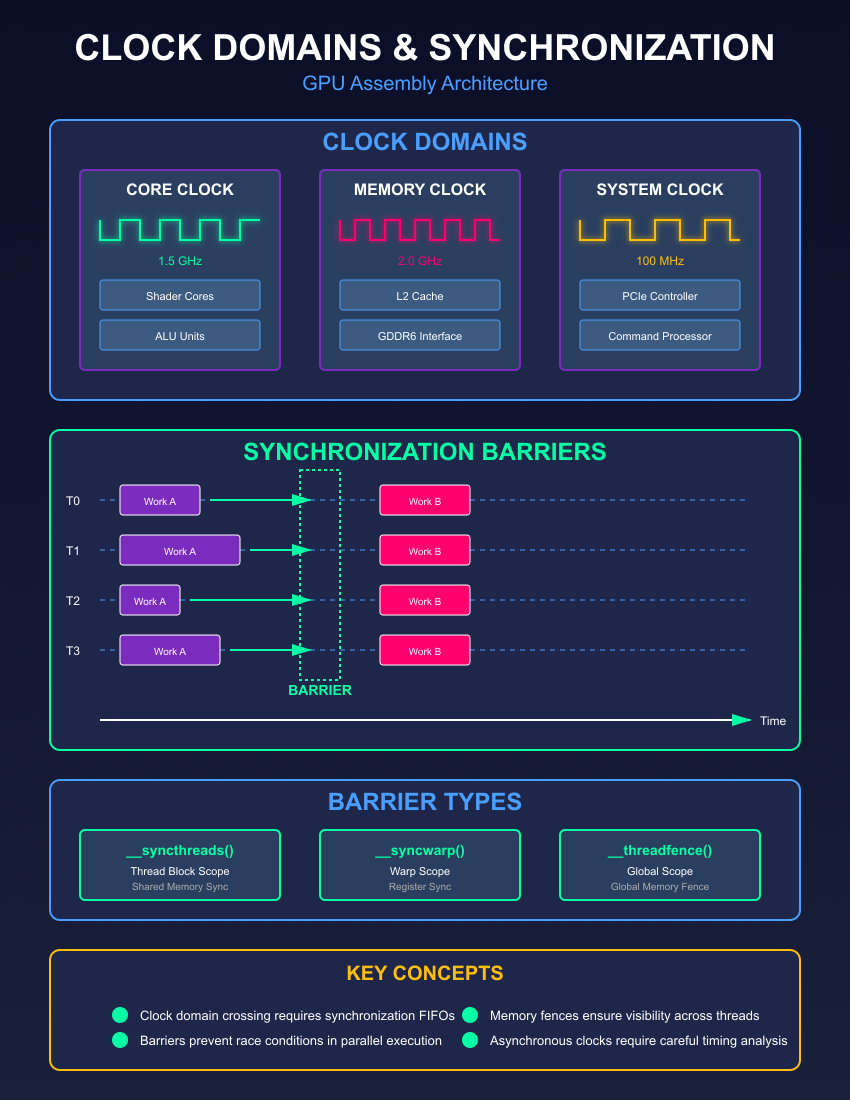 CLOCK DOMAINS & SYNCHRONIZATION
GPU Assembly Architecture
CLOCK DOMAINS
CORE CLOCK
1.5 GHz
Shader Cores
ALU Units
MEMORY CLOCK
2.0 GHz
L2 Cache
GDDR6 Interface
SYSTEM CLOCK
100 MHz
PCIe Controller
Command Processor
SYNCHRONIZATION BARRIERS
T0 Work A Work B
T1 Work A Work B
T2 Work A Work B
T3 Work A Work B
BARRIER
Time
BARRIER TYPES
__syncthreads()
Thread Block Scope
Shared Memory Sync
__syncwarp()
Warp Scope
Register Sync
__threadfence()
Global Scope
Global Memory Fence
KEY CONCEPTS
Clock domain crossing requires synchronization FIFOs
Barriers prevent race conditions in parallel execution
Memory fences ensure visibility across threads
Asynchronous clocks require careful timing analysis